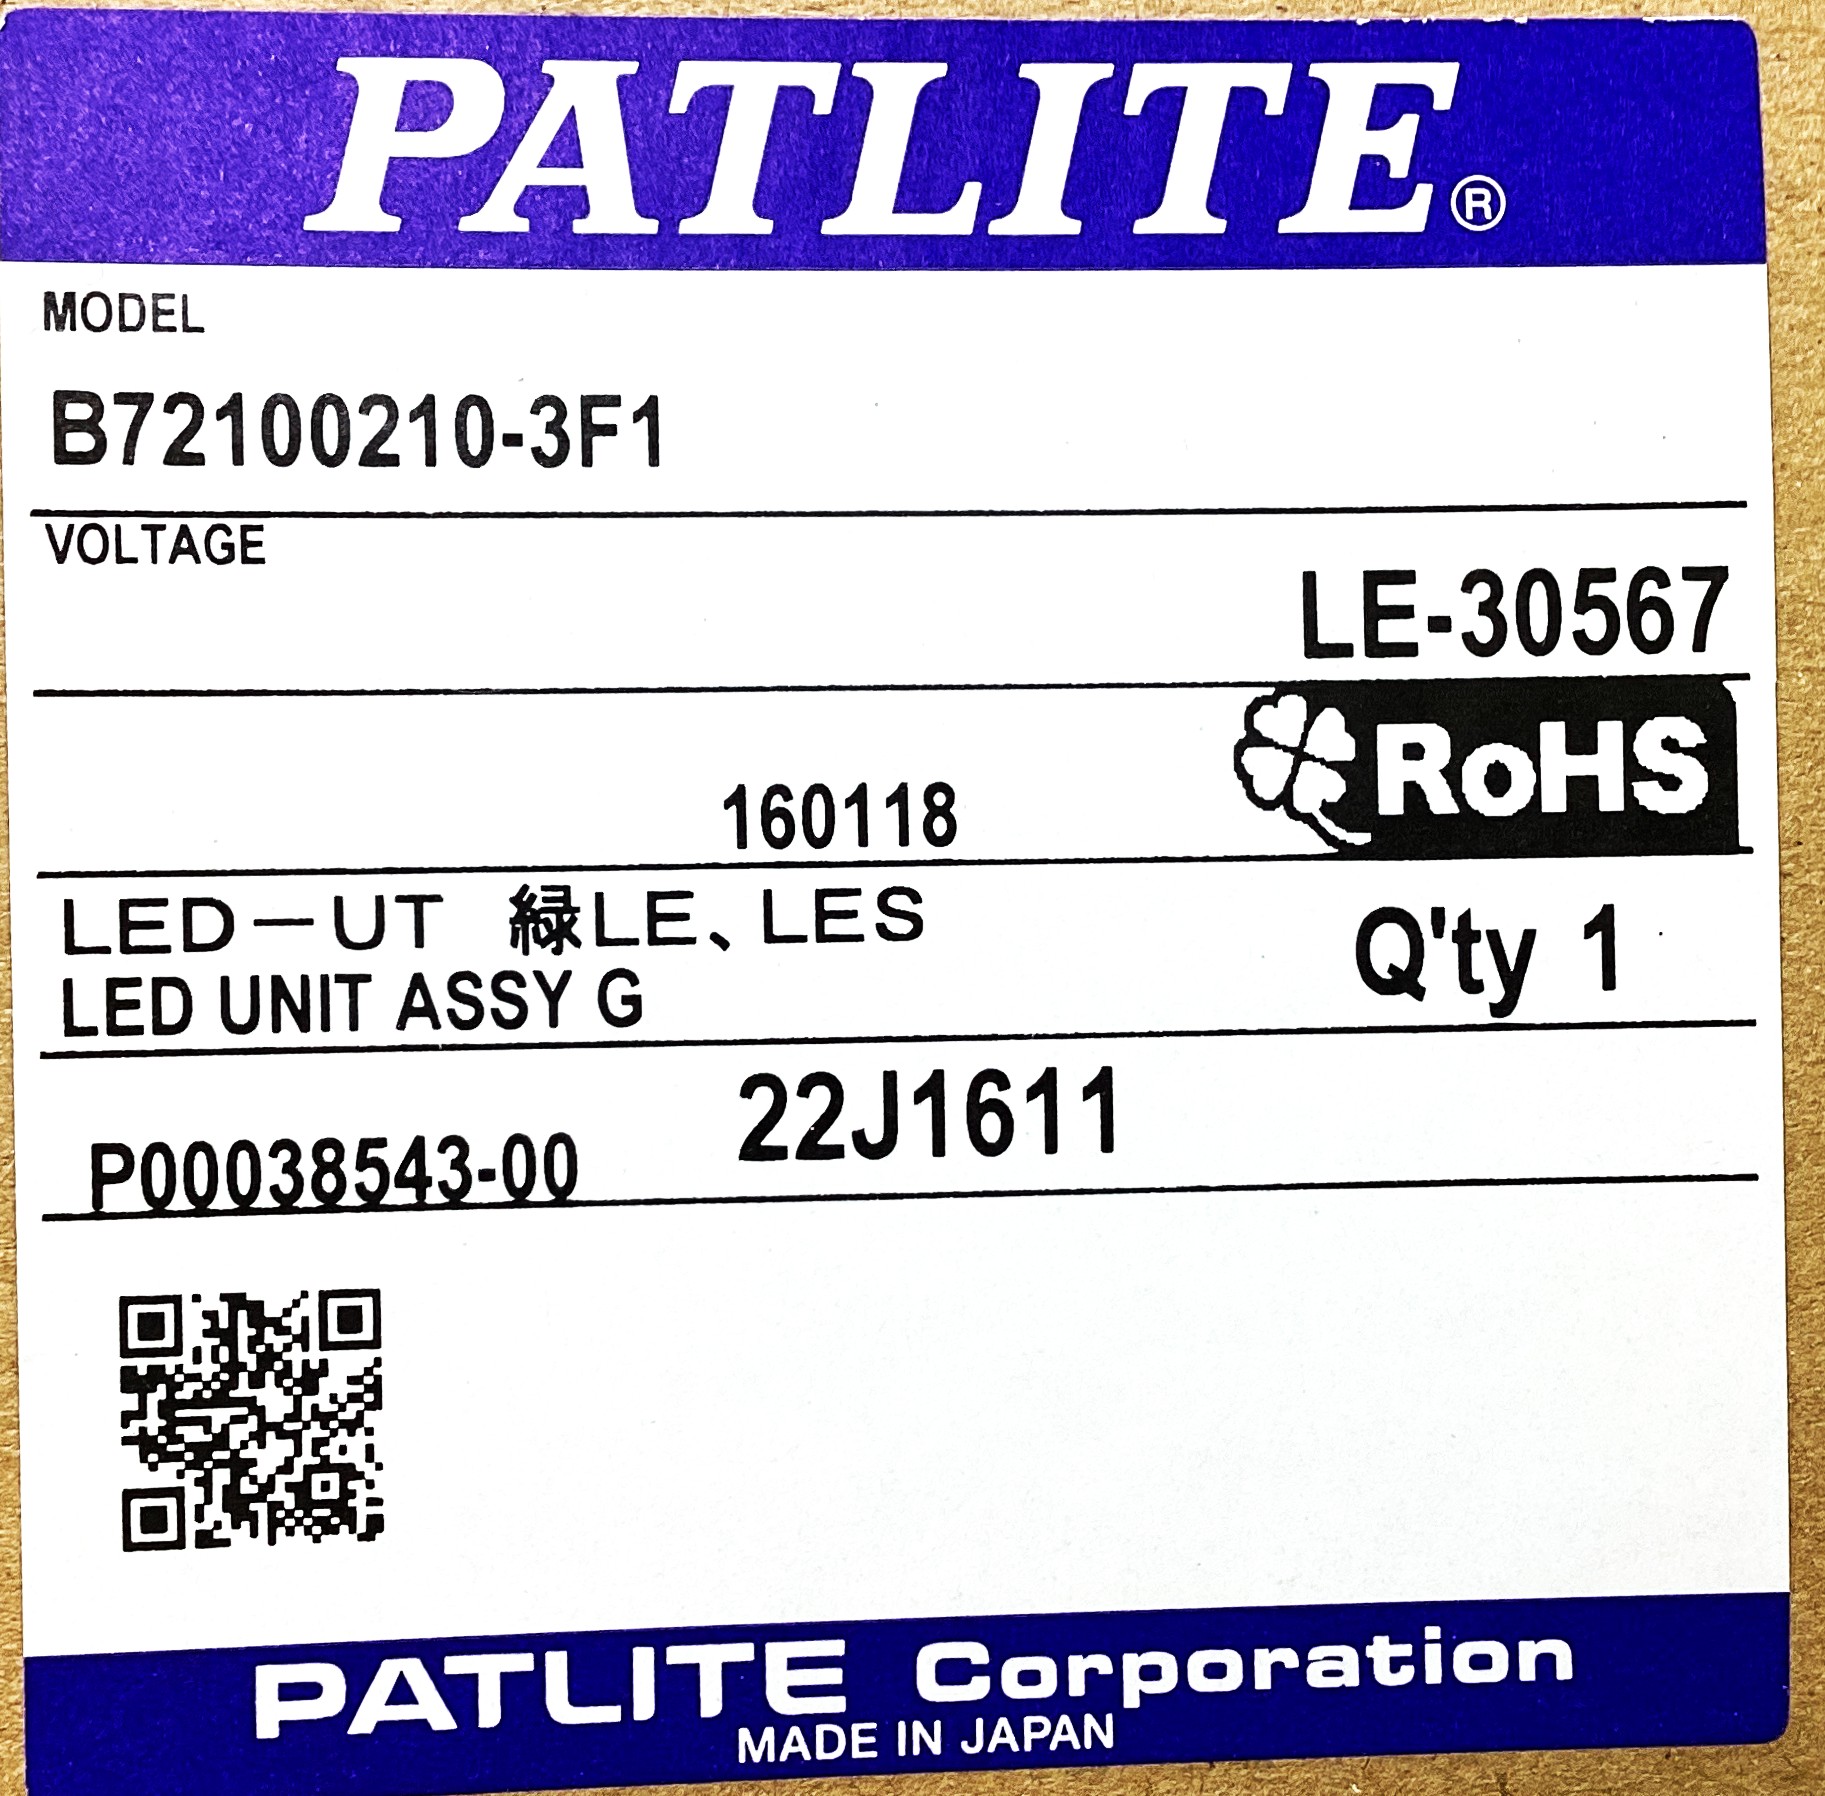 PATLITE®
MODEL
B72100210-3F1
VOLTAGE
LE-30567
RoHS
160118
LED－UT　緑LE、LES
LED UNIT ASSY G
Q'ty 1
22J1611
P00038543-00
PATLITE Corporation
MADE IN JAPAN